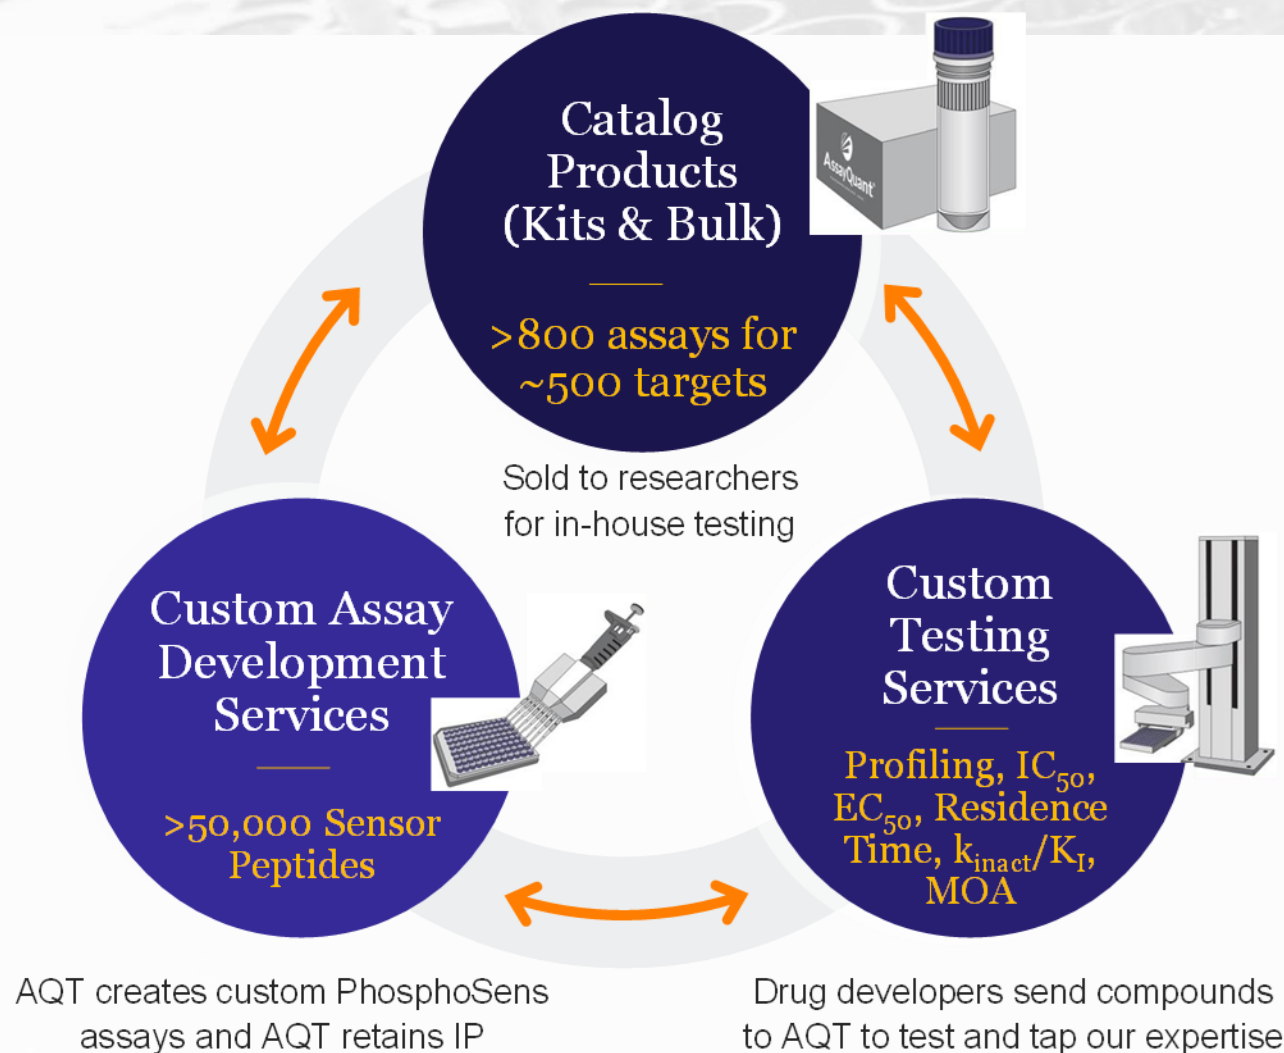 Catalog
Products
(Kits & Bulk)
>800 assays for
~500 targets
AssayQuant
Sold to researchers
for in-house testing
Custom Assay
Development
Services
>50,000 Sensor
Peptides
AQT creates custom PhosphoSens
assays and AQT retains IP
Custom
Testing
Services
Profiling, IC₅₀,
EC₅₀, Residence
Time, kinact/KI,
MOA
Drug developers send compounds
to AQT to test and tap our expertise